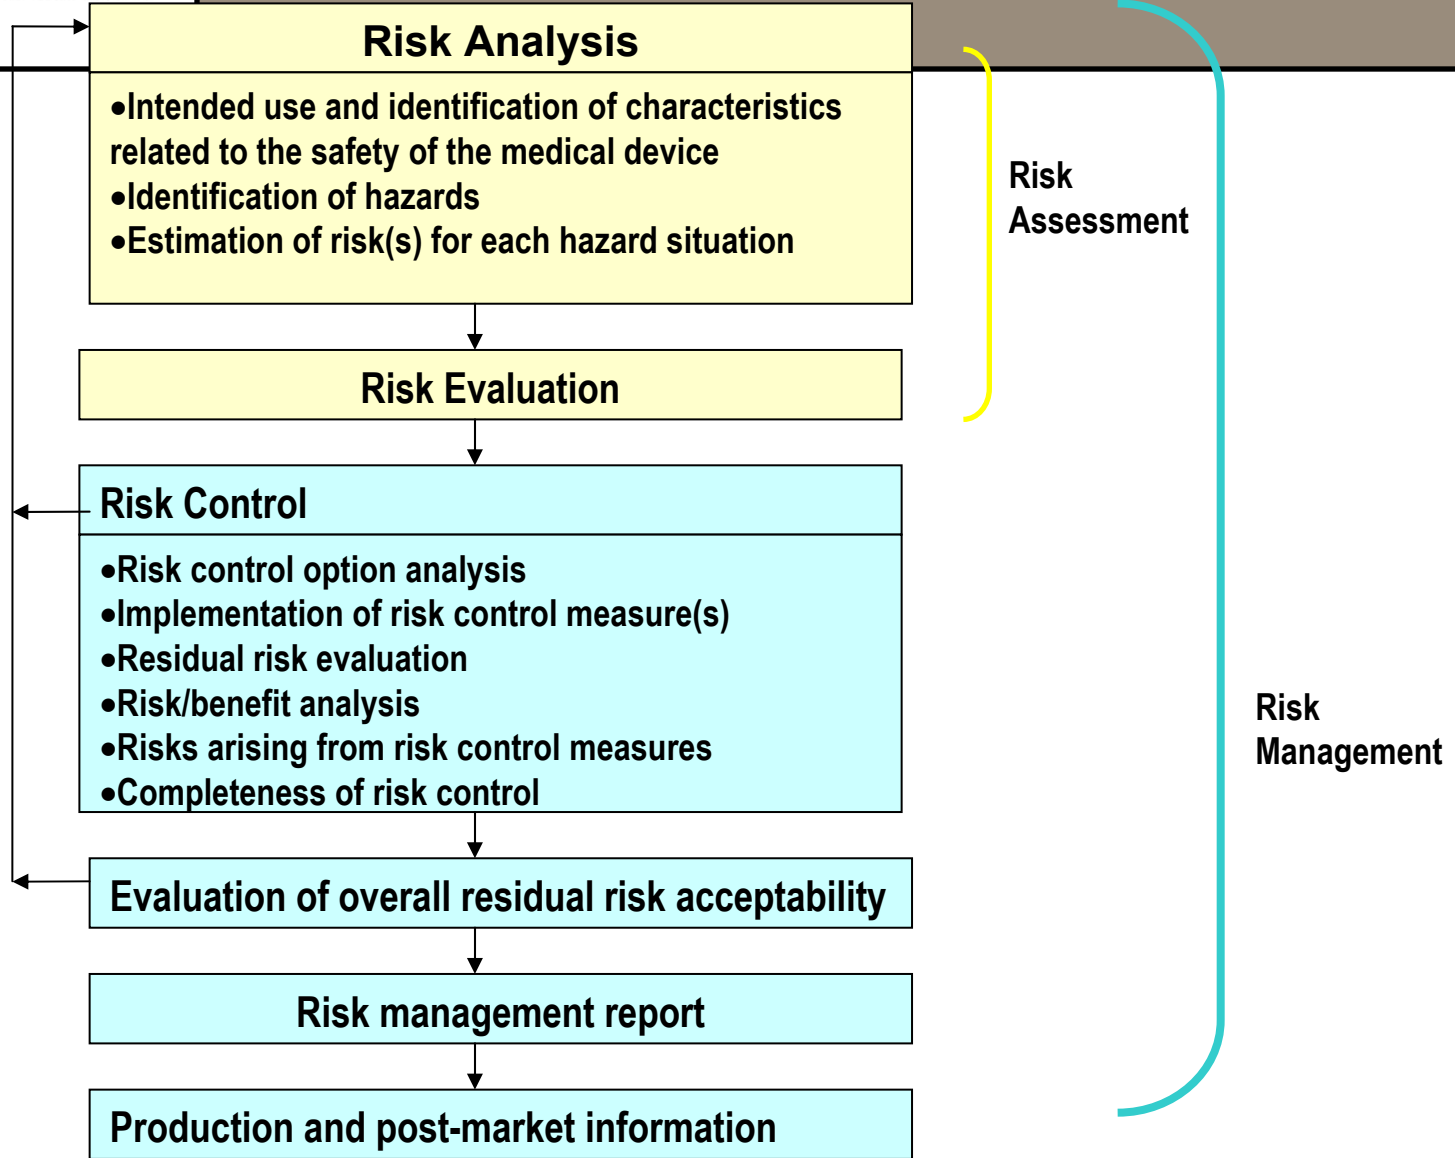 Risk Analysis
•Intended use and identification of characteristics
related to the safety of the medical device
•Identification of hazards
•Estimation of risk(s) for each hazard situation
Risk
Assessment
Risk Evaluation
Risk Control
•Risk control option analysis
•Implementation of risk control measure(s)
•Residual risk evaluation
•Risk/benefit analysis
•Risks arising from risk control measures
•Completeness of risk control
Risk
Management
Evaluation of overall residual risk acceptability
Risk management report
Production and post-market information